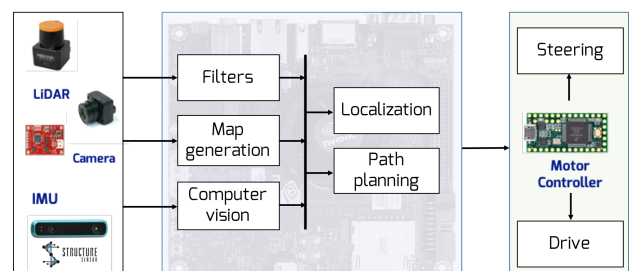 LiDAR
Camera
IMU
STRUCTURE
SENSOR
Filters
Map
generation
Computer
vision
Localization
Path
planning
Steering
Motor
Controller
Drive